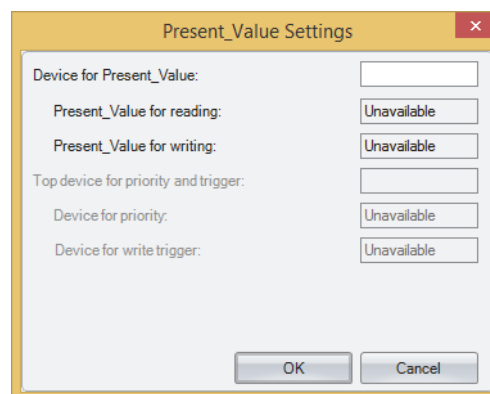 Present_Value Settings
Device for Present_Value:
Present_Value for reading: Unavailable
Present_Value for writing: Unavailable
Top device for priority and trigger:
Device for priority: Unavailable
Device for write trigger: Unavailable
OK Cancel